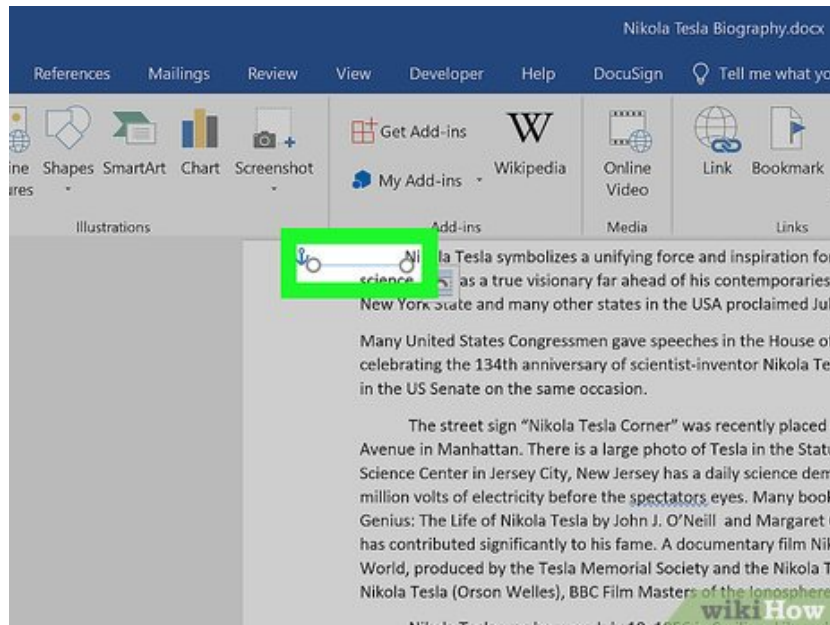 Nikola Tesla Biography.docx
References Mailings Review View Developer Help DocuSign Tell me what yo
ine Shapes SmartArt Chart Screenshot
ures
Get Add-ins
My Add-ins
Wikipedia
Online
Video
Link Bookmark
Illustrations Add-ins Media Links
Ni la Tesla symbolizes a unifying force and inspiration for
science as a true visionary far ahead of his contemporaries
New York State and many other states in the USA proclaimed Jul
Many United States Congressmen gave speeches in the House of
celebrating the 134th anniversary of scientist-inventor Nikola Te
in the US Senate on the same occasion.
The street sign “Nikola Tesla Corner” was recently placed
Avenue in Manhattan. There is a large photo of Tesla in the Statu
Science Center in Jersey City, New Jersey has a daily science dem
million volts of electricity before the spectators eyes. Many book
Genius: The Life of Nikola Tesla by John J. O’Neill and Margaret
has contributed significantly to his fame. A documentary film Nik
World, produced by the Tesla Memorial Society and the Nikola T
Nikola Tesla (Orson Welles), BBC Film Masters of the Ionosphere
wikiHow